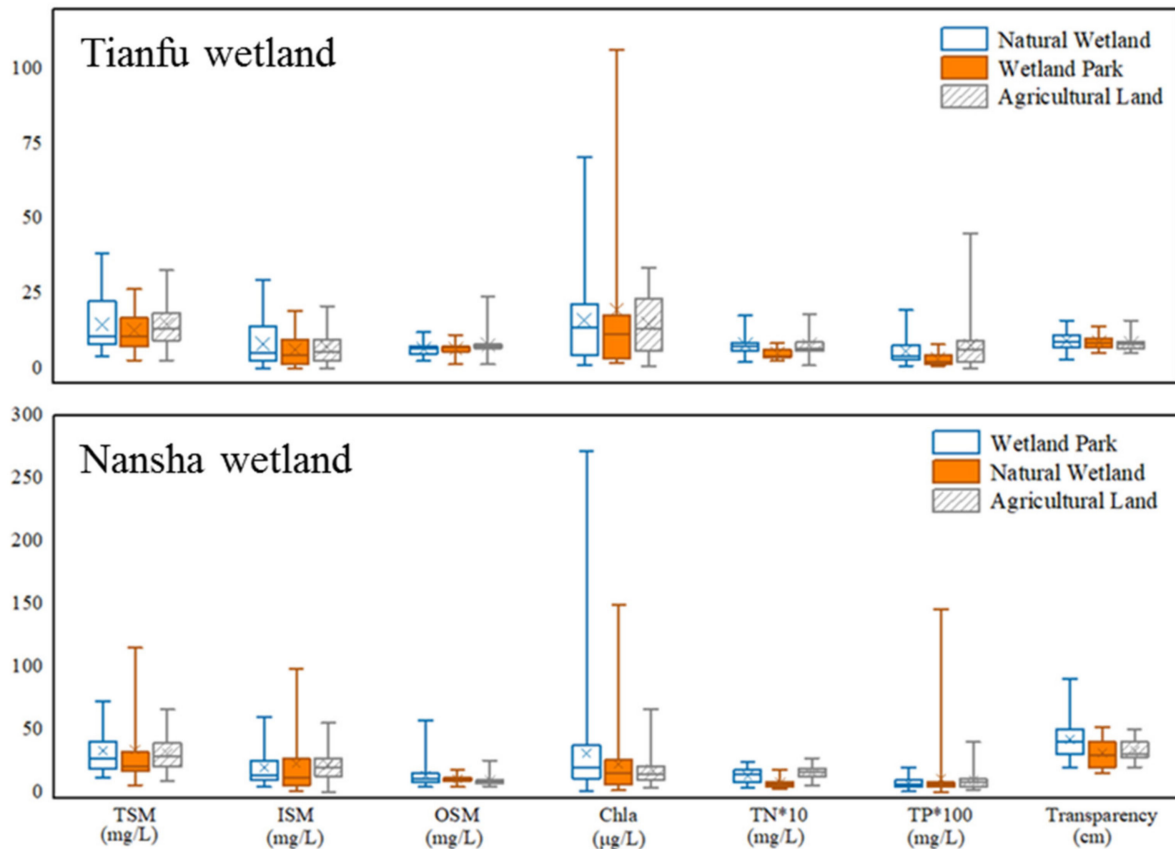 Tianfu wetland
Natural Wetland
Wetland Park
Agricultural Land
100
75
50
25
0
Nansha wetland
Wetland Park
Natural Wetland
Agricultural Land
300
250
200
150
100
50
0
TSM ISM OSM Chla TN*10 TP*100 Transparency
(mg/L) (mg/L) (mg/L) (μg/L) (mg/L) (mg/L) (cm)